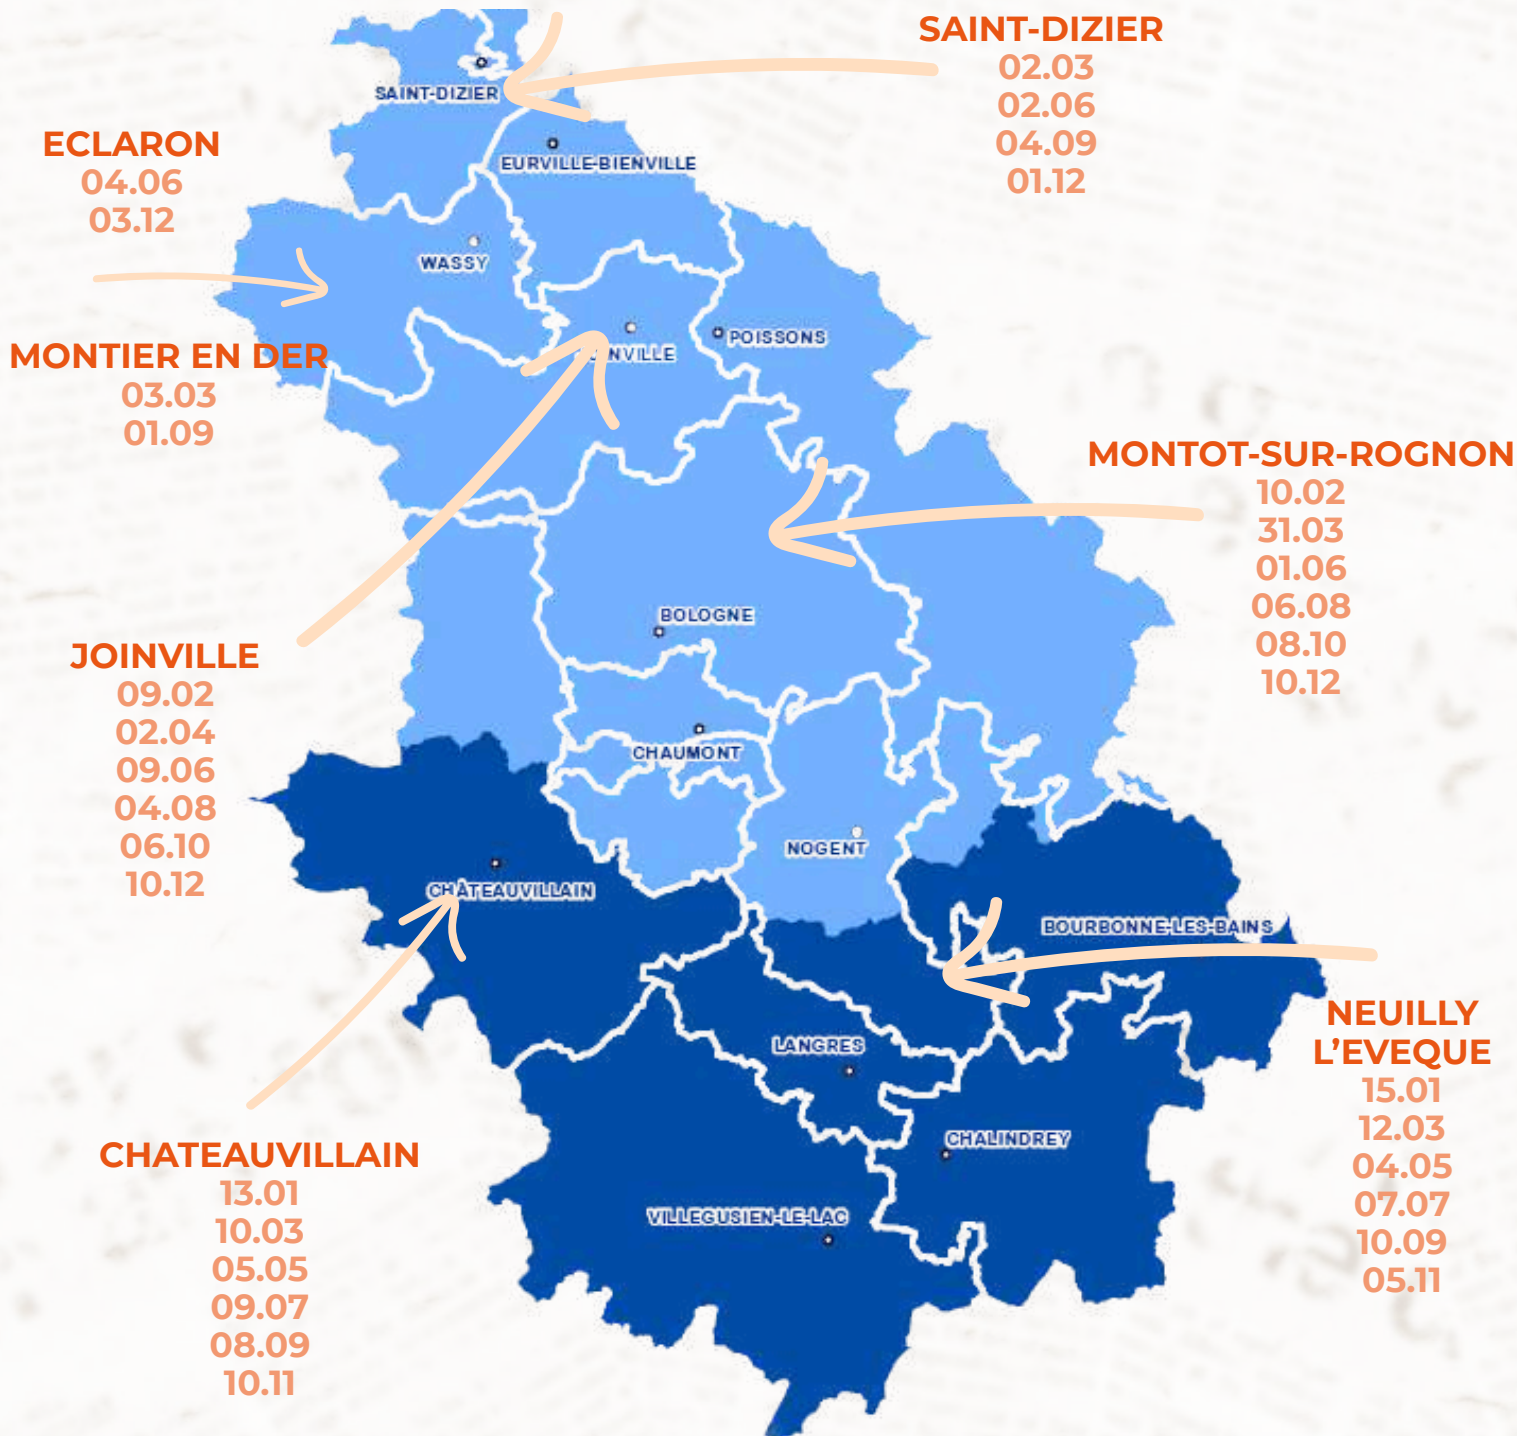 SAINT-DIZIER
02.03
02.06
04.09
01.12
SAINT-DIZIER
ECLARON
04.06
03.12
EURVILLE-BIENVILLE
WASSY
MONTIER EN DER
03.03
01.09
POISSONS
MONTOT-SUR-ROGNON
10.02
31.03
01.06
06.08
08.10
10.12
JOINVILLE
09.02
02.04
09.06
04.08
06.10
10.12
BOLOGNE
CHAUMONT
NOGENT
CHÂTEAUVILLAIN
BOURBONNE-LES-BAINS
NEUILLY
L'EVEQUE
15.01
12.03
04.05
07.07
10.09
05.11
LANGRES
CHALINDREY
CHATEAUVILLAIN
13.01
10.03
05.05
09.07
08.09
10.11
VILLEGUSIEN-LE-LAC